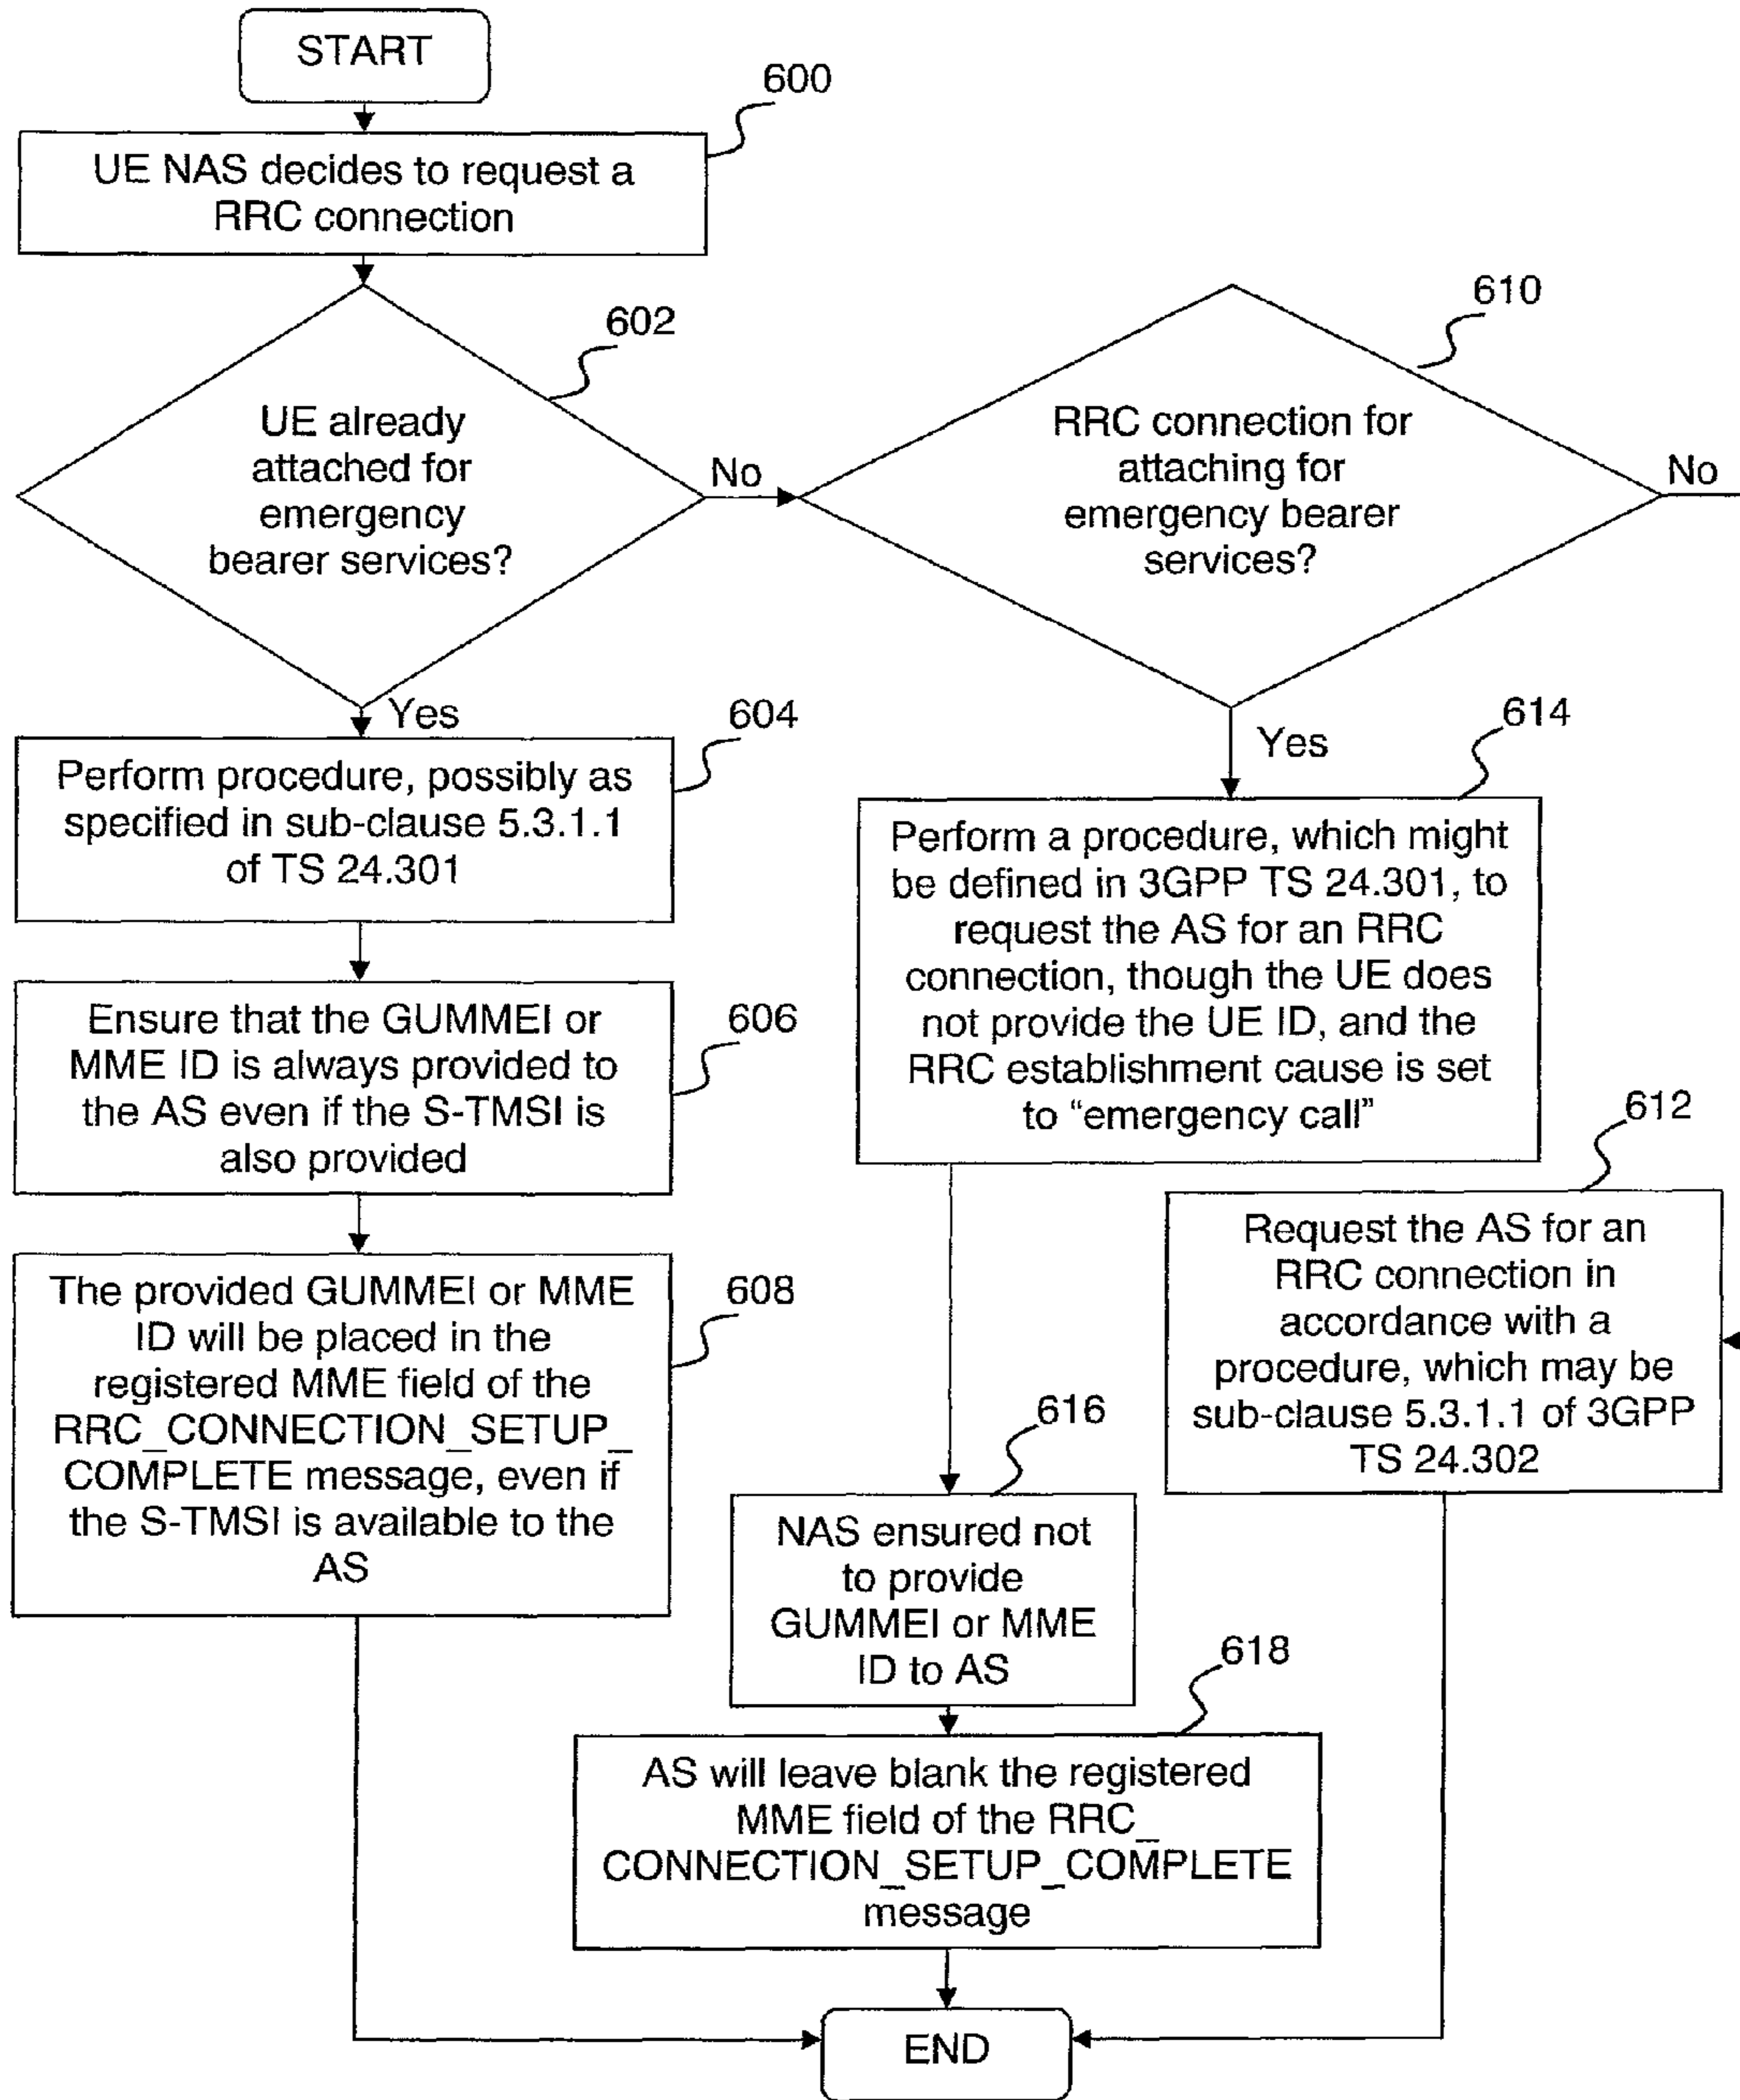 START
600
UE NAS decides to request a
RRC connection
602
UE already
attached for
emergency
bearer services?
No
610
RRC connection for
attaching for
emergency bearer
services?
No
Yes
604
Perform procedure, possibly as
specified in sub-clause 5.3.1.1
of TS 24.301
606
Ensure that the GUMMEI or
MME ID is always provided to
the AS even if the S-TMSI is
also provided
608
The provided GUMMEI or MME
ID will be placed in the
registered MME field of the
RRC_CONNECTION_SETUP_
COMPLETE message, even if
the S-TMSI is available to the
AS
Yes
614
Perform a procedure, which might
be defined in 3GPP TS 24.301, to
request the AS for an RRC
connection, though the UE does
not provide the UE ID, and the
RRC establishment cause is set
to “emergency call”
612
Request the AS for an
RRC connection in
accordance with a
procedure, which may be
sub-clause 5.3.1.1 of 3GPP
TS 24.302
616
NAS ensured not
to provide
GUMMEI or MME
ID to AS
618
AS will leave blank the registered
MME field of the RRC_
CONNECTION_SETUP_COMPLETE
message
END